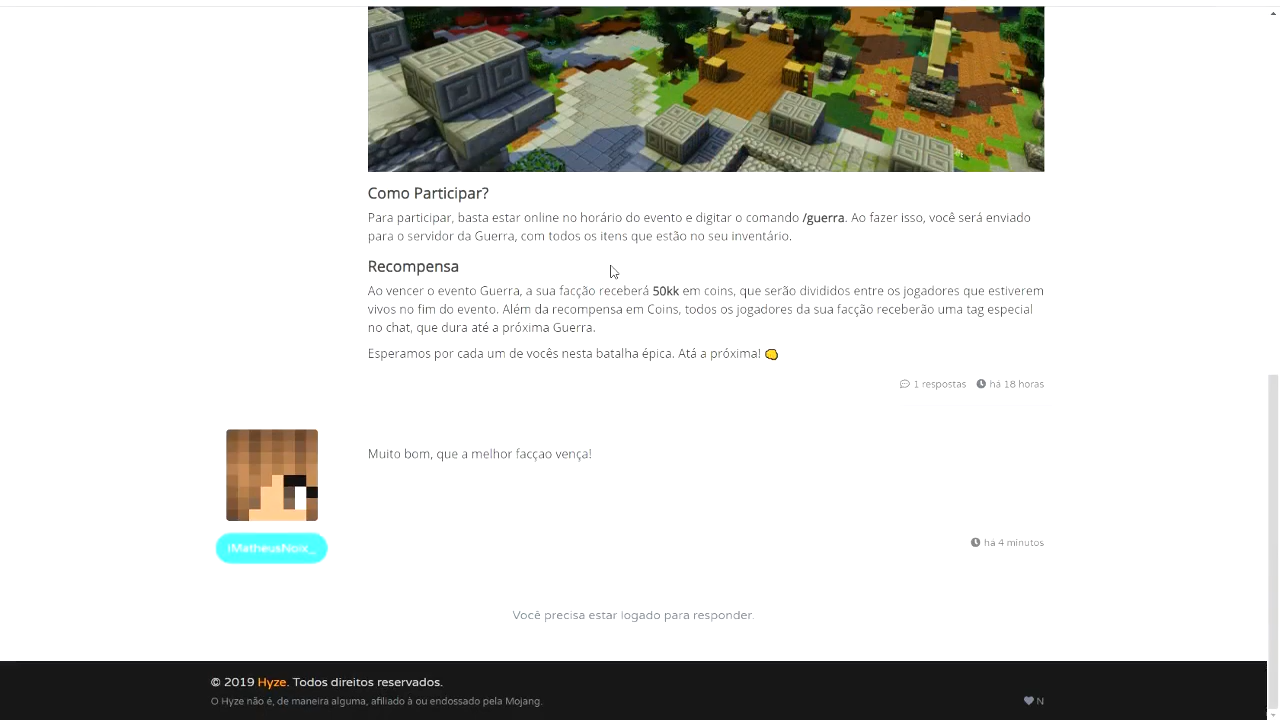 Como Participar?
Para participar, basta estar online no horário do evento e digitar o comando /guerra. Ao fazer isso, você será enviado
para o servidor da Guerra, com todos os itens que estão no seu inventário.
Recompensa
Ao vencer o evento Guerra, a sua facção receberá 50kk em coins, que serão divididos entre os jogadores que estiverem
vivos no fim do evento. Além da recompensa em Coins, todos os jogadores da sua facção receberão uma tag especial
no chat, que dura até a próxima Guerra.
Esperamos por cada um de vocês nesta batalha épica. Atá a próxima!
1 respostas há 18 horas
Muito bom, que a melhor facçao vença!
IMatheusNoix_
há 4 minutos
Você precisa estar logado para responder.
© 2019 Hyze. Todos direitos reservados.
O Hyze não é, de maneira alguma, afiliado à ou endossado pela Mojang.
N